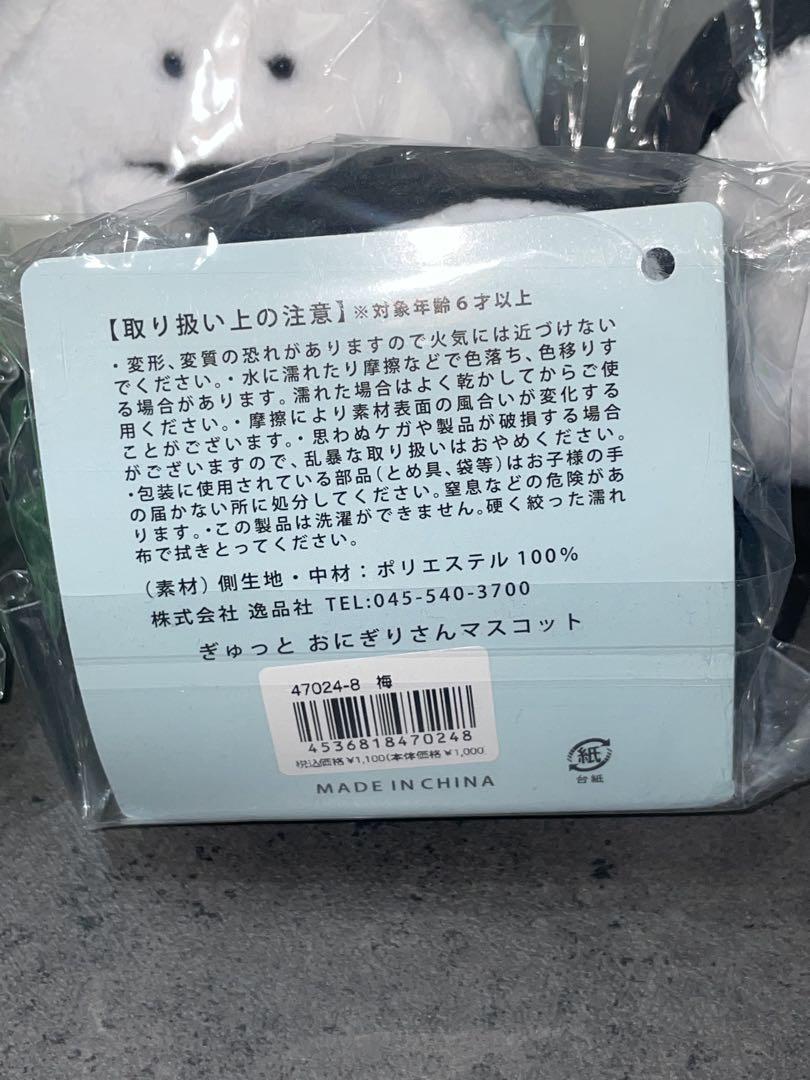 【取り扱い上の注意】※対象年齢6才以上
・変形、変質の恐れがありますので火気には近づけない
でください。・水に濡れたり摩擦などで色落ち、色移りす
る場合があります。濡れた場合はよく乾かしてからご使
用ください。・摩擦により素材表面の風合いが変化する
ことがございます。・思わぬケガや製品が破損する場合
がございますので、乱暴な取り扱いはおやめください。
・包装に使用されている部品(とめ具、袋等)はお子様の手
の届かない所に処分してください。窒息などの危険があ
ります。・この製品は洗濯ができません。硬く絞った濡れ
布で拭きとってください。
(素材)側生地・中材：ポリエステル100%
株式会社 逸品社 TEL:045-540-3700
ぎゅっと おにぎりさんマスコット
47024-8 梅
4536818470248
税込価格¥1,100(本体価格¥1,000)
MADE IN CHINA
紙
台紙